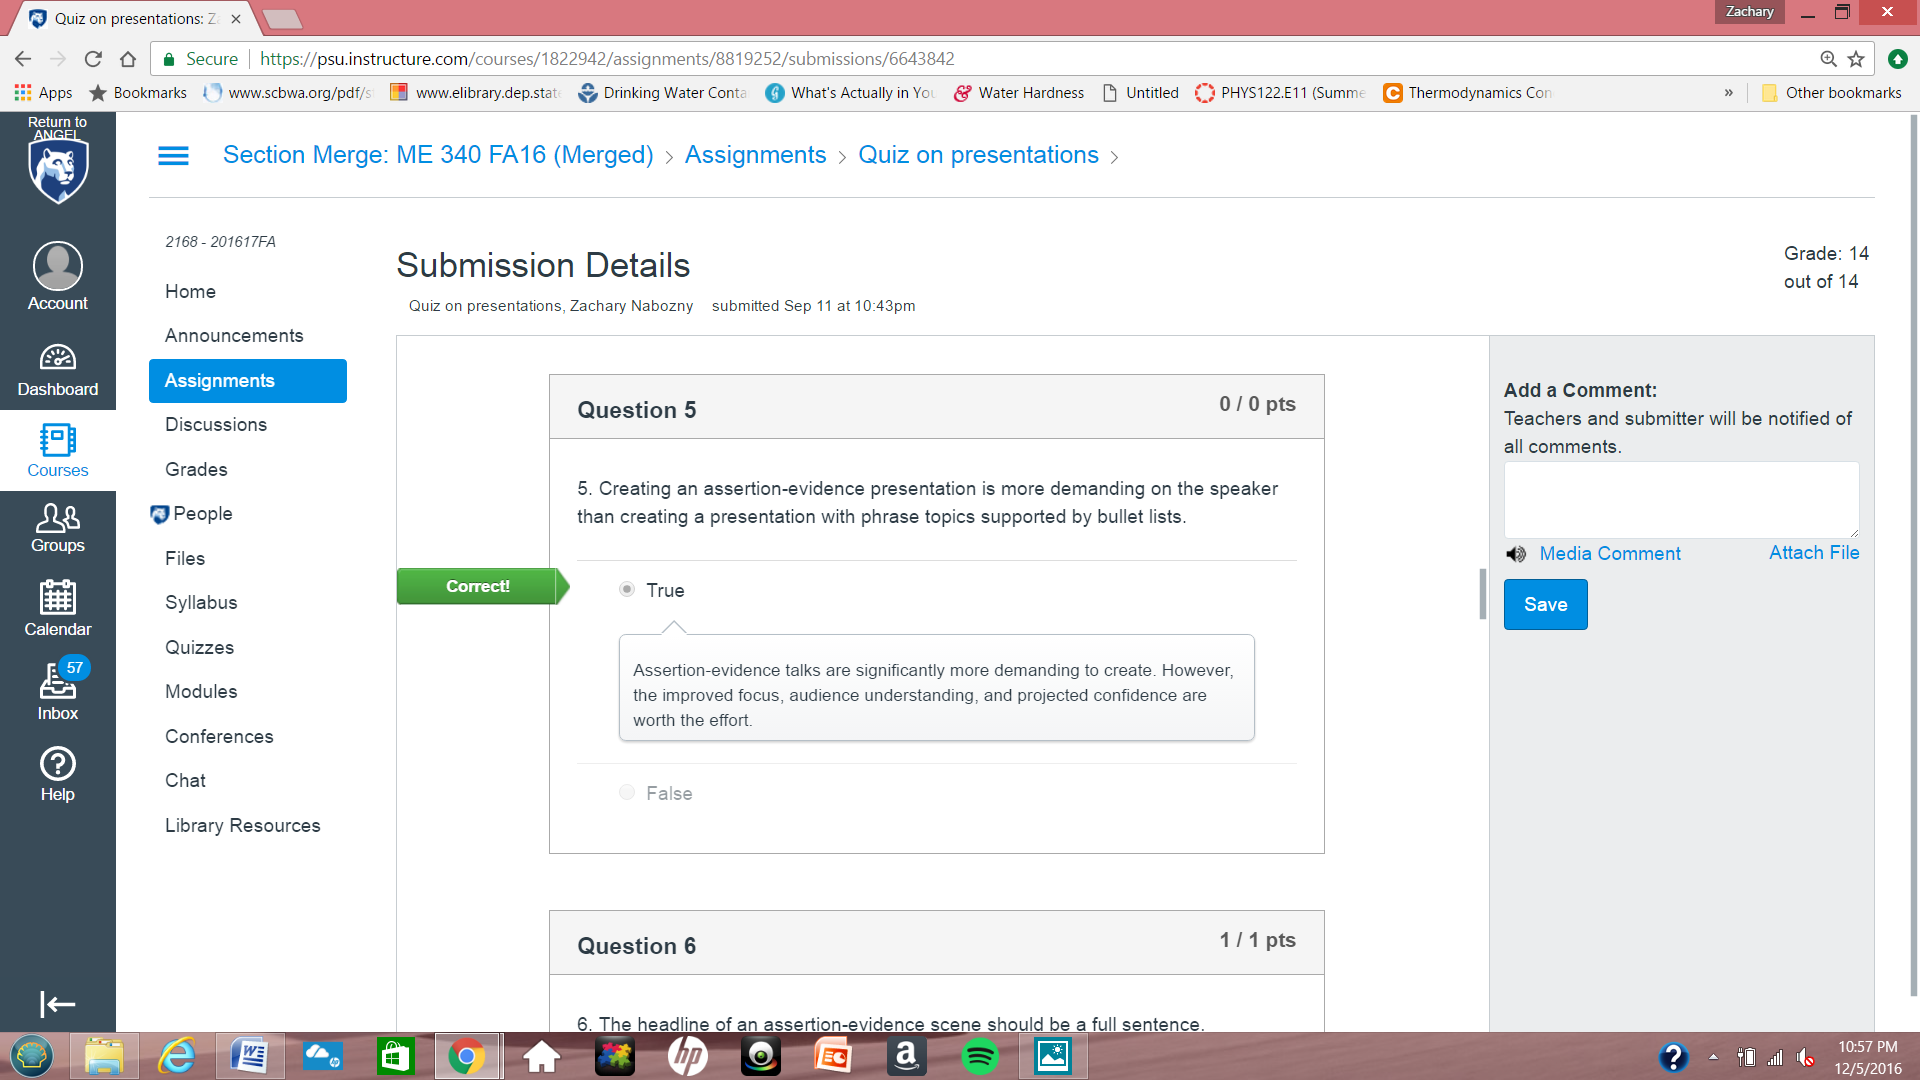 Quiz on presentations: Za
Zachary
Secure
https://psu.instructure.com/courses/1822942/assignments/8819252/submissions/6643842
Apps
Bookmarks
www.scbwa.org/pdf/s
www.elibrary.dep.stat
Drinking Water Conta
What's Actually in You
Water Hardness
Untitled
PHYS122.E11 (Summe
Thermodynamics Con
»
Other bookmarks
Return to
ANGEL
Section Merge: ME 340 FA16 (Merged) > Assignments > Quiz on presentations >
Account
Dashboard
Courses
Groups
Calendar
57
Inbox
Help
2168 - 201617FA
Home
Announcements
Assignments
Discussions
Grades
People
Files
Syllabus
Quizzes
Modules
Conferences
Chat
Library Resources
Submission Details
Quiz on presentations, Zachary Nabozny submitted Sep 11 at 10:43pm
Grade: 14
out of 14
Question 5
0 / 0 pts
5. Creating an assertion-evidence presentation is more demanding on the speaker
than creating a presentation with phrase topics supported by bullet lists.
Correct!
True
Assertion-evidence talks are significantly more demanding to create. However,
the improved focus, audience understanding, and projected confidence are
worth the effort.
False
Question 6
1 / 1 pts
6. The headline of an assertion-evidence scene should be a full sentence.
Add a Comment:
Teachers and submitter will be notified of
all comments.
Media Comment
Attach File
Save
10:57 PM
12/5/2016